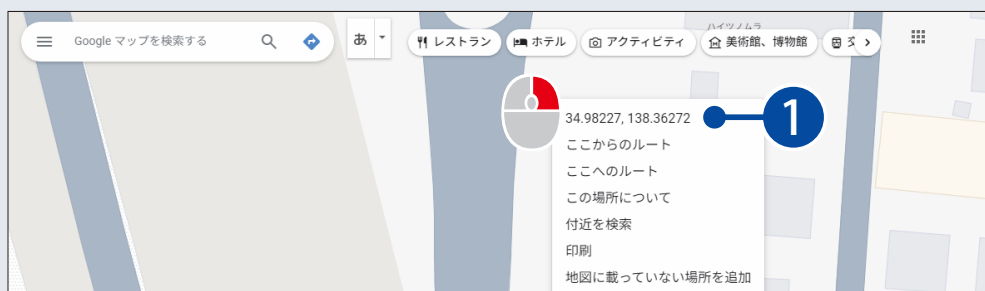 ハイツノムラ
Google マップを検索する
あ
レストラン
ホテル
アクティビティ
美術館、博物館
34.98227, 138.36272
1
ここからのルート
ここへのルート
この場所について
付近を検索
印刷
地図に載っていない場所を追加